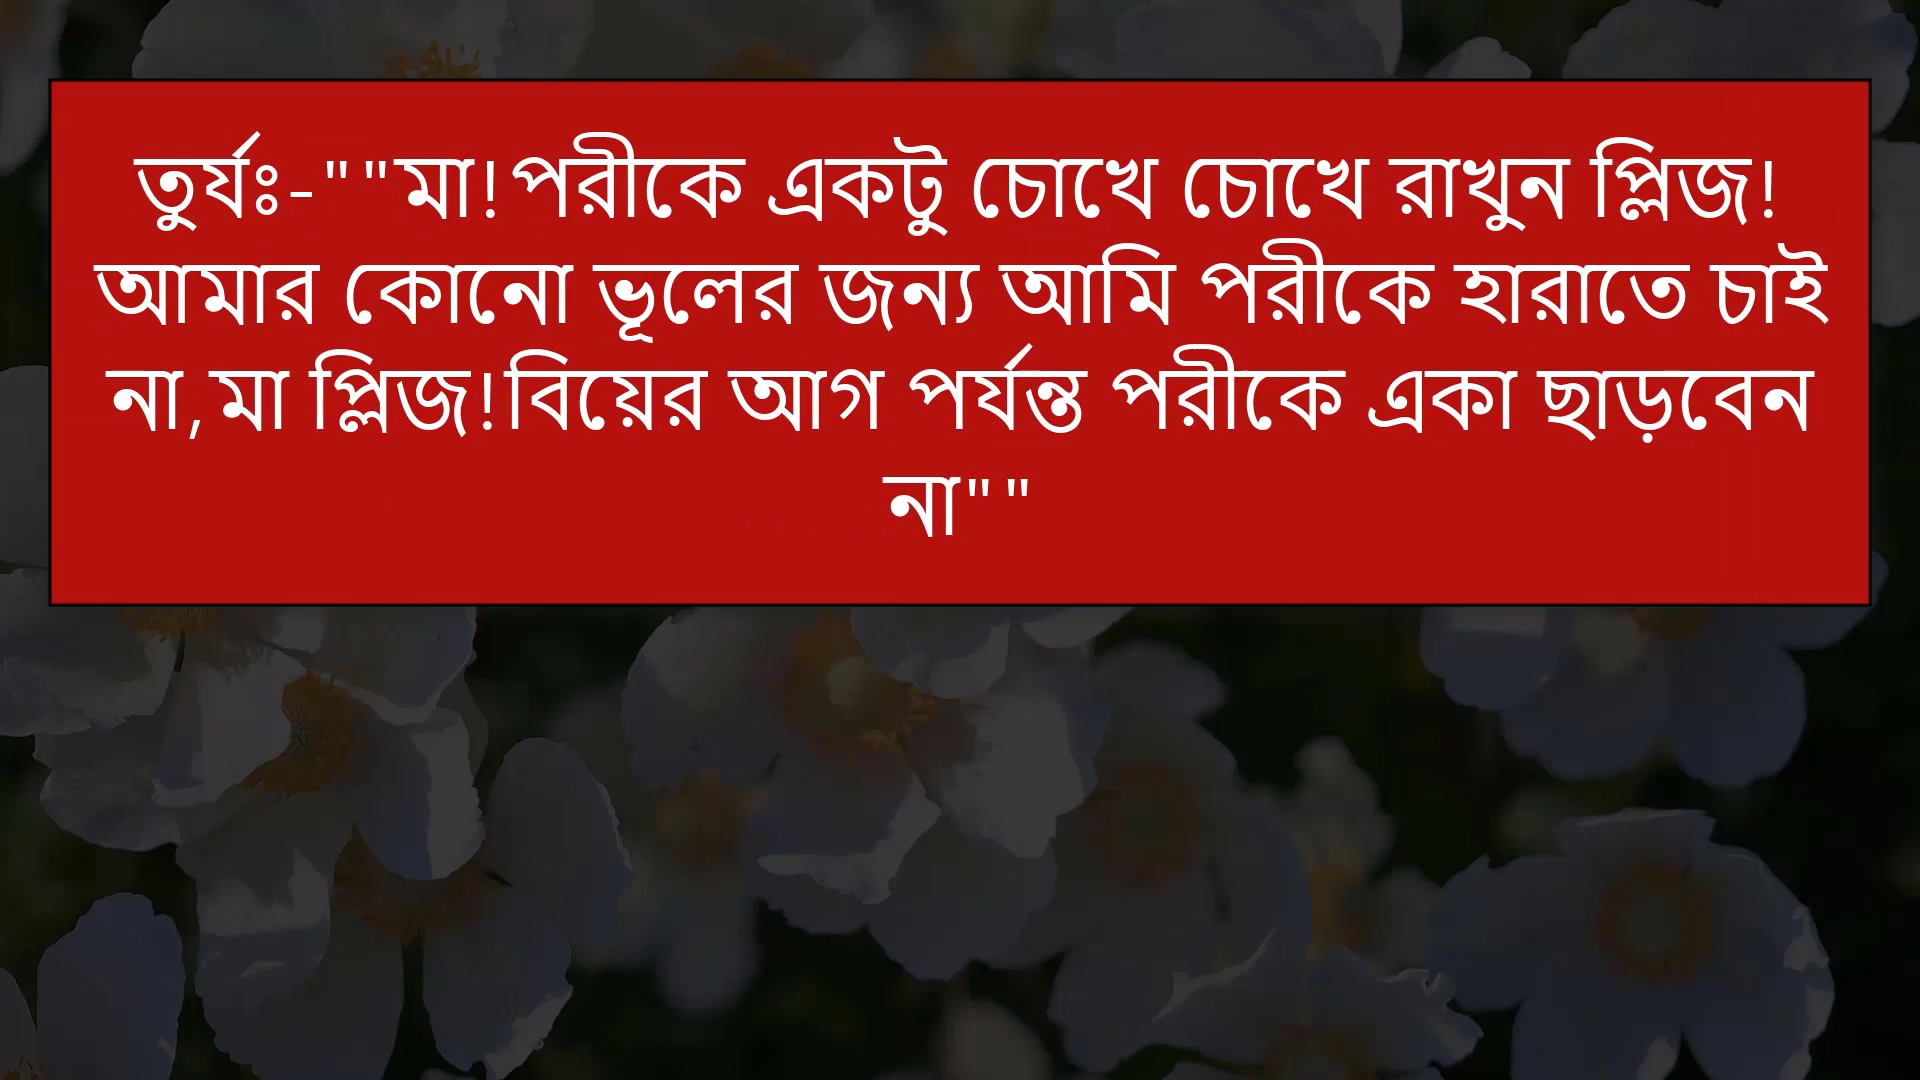 তুর্যঃ-""মা!পরীকে একটু চোখে চোখে রাখুন প্লিজ!
আমার কোনো ভূলের জন্য আমি পরীকে হারাতে চাই
না,মা প্লিজ!বিয়ের আগ পর্যন্ত পরীকে একা ছাড়বেন
না""